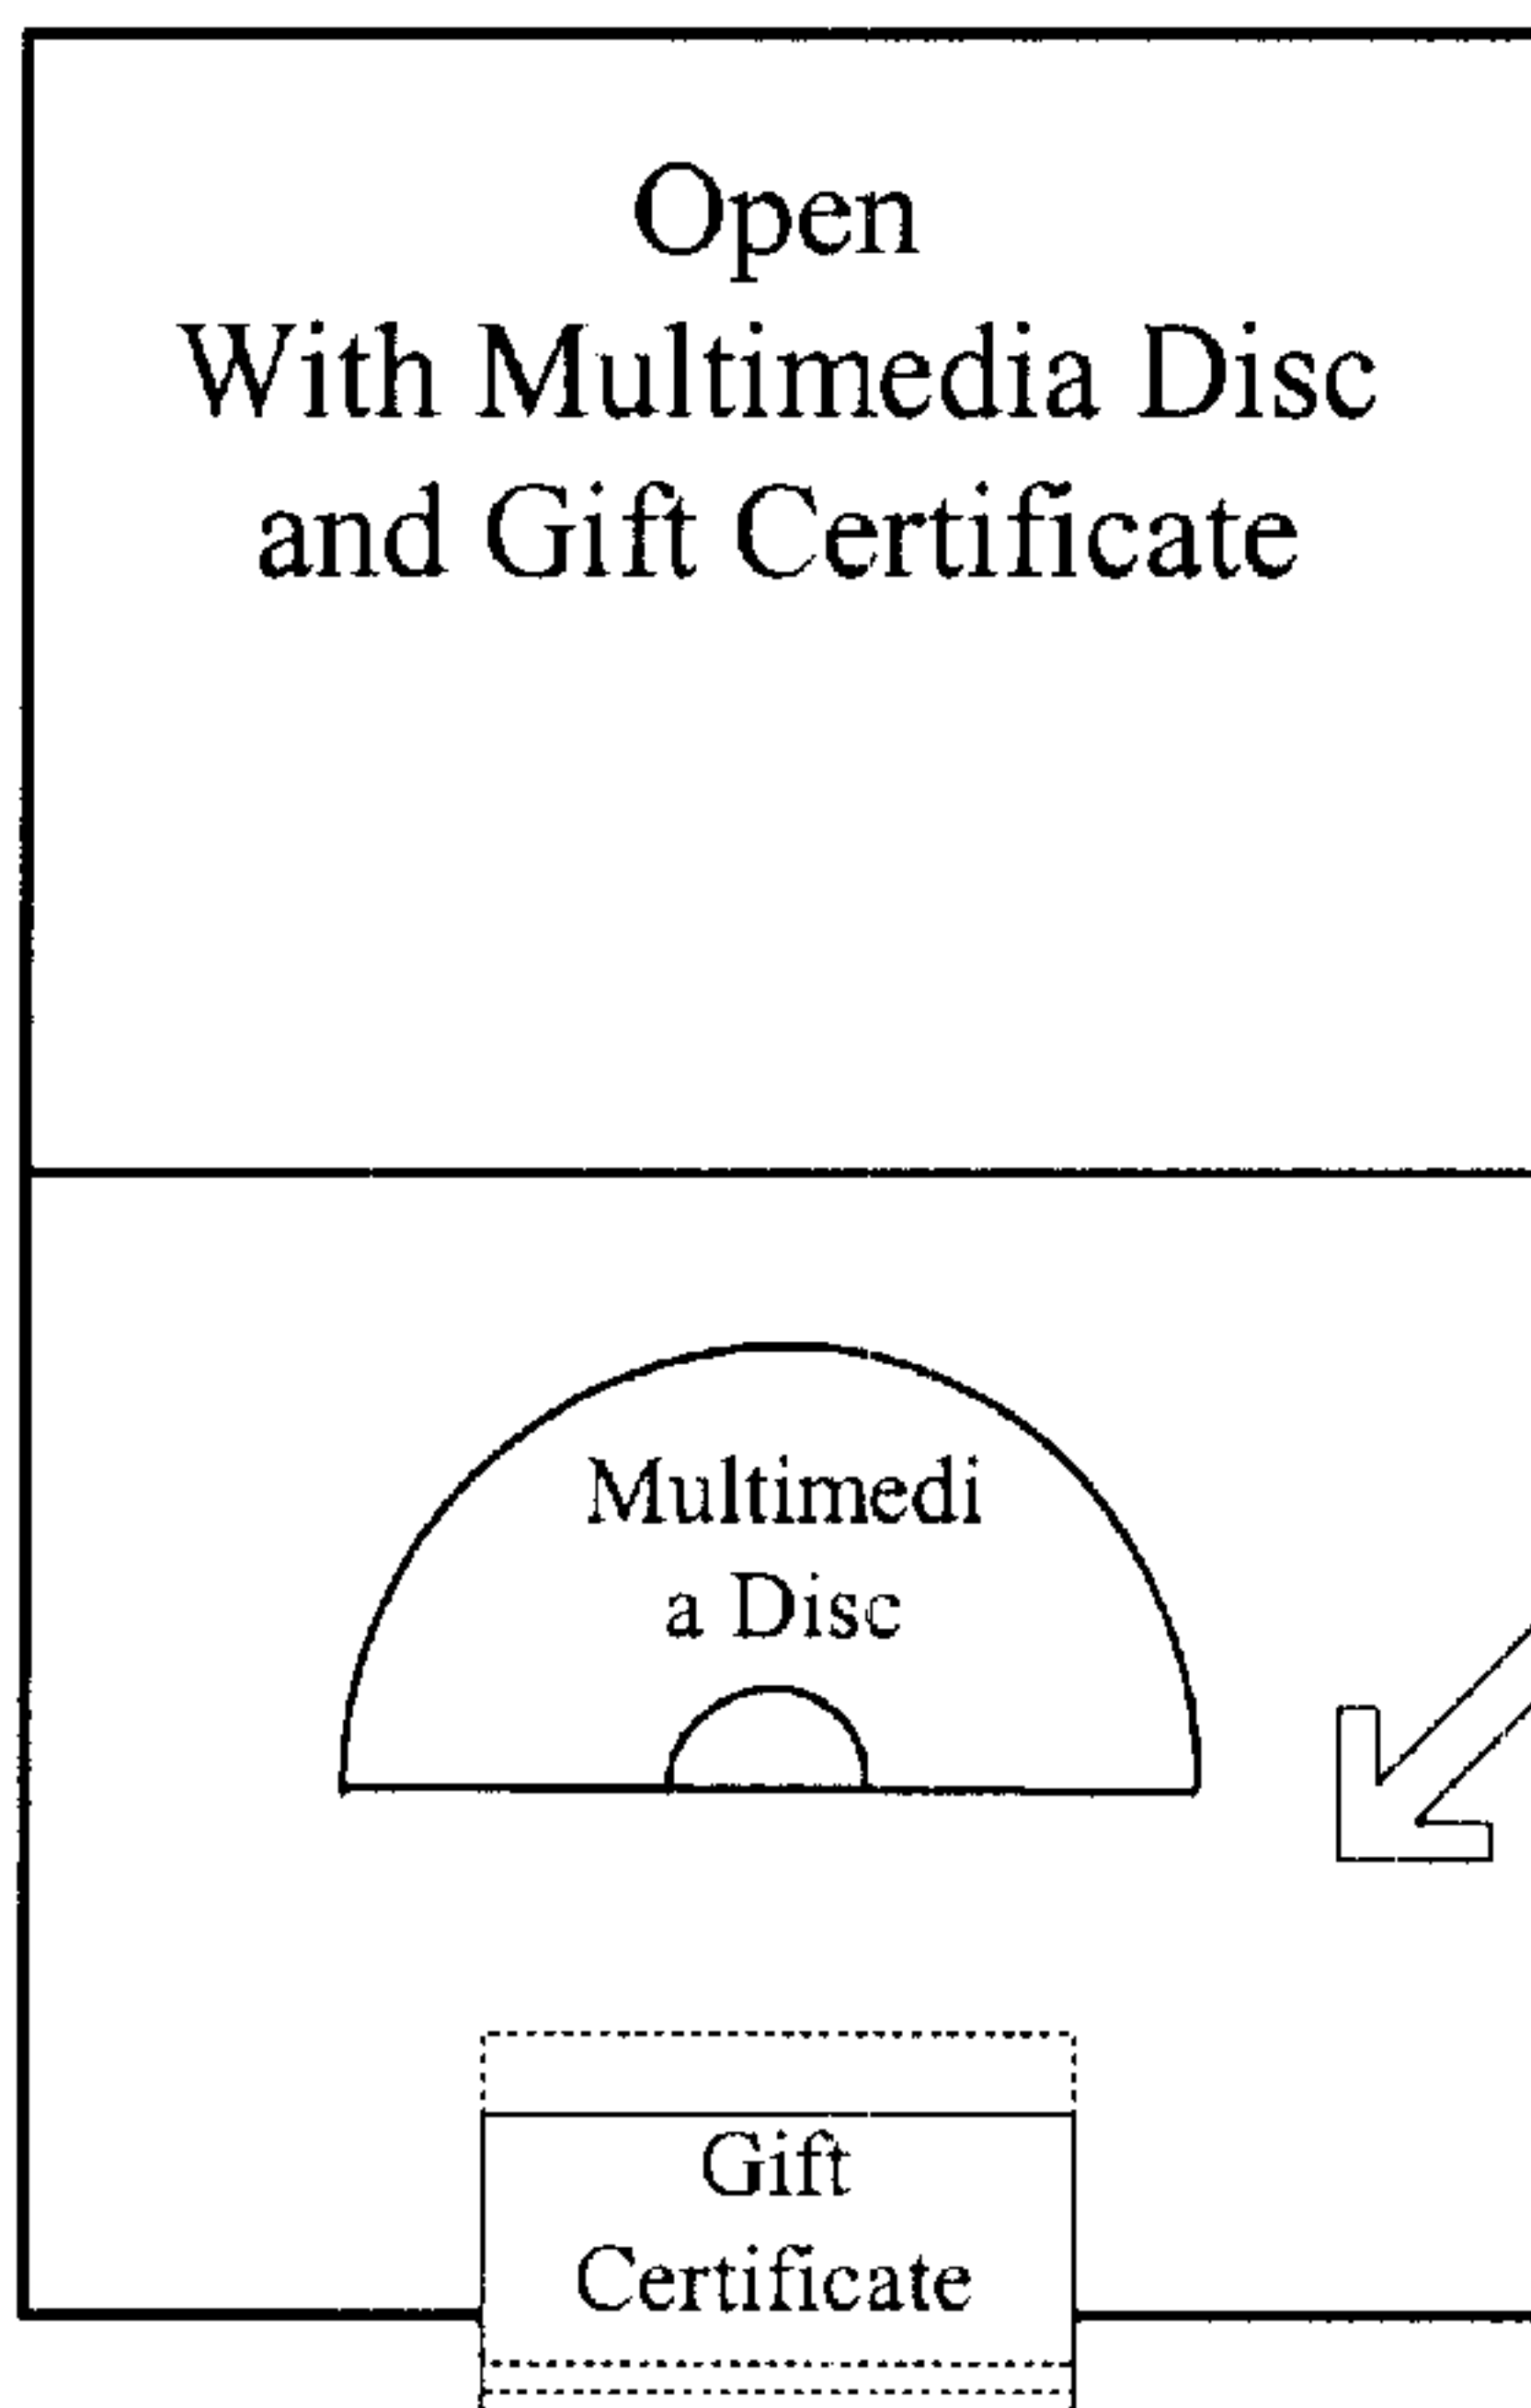 Open
With Multimedia Disc
and Gift Certificate
Multimedi
a Disc
Gift
Certificate